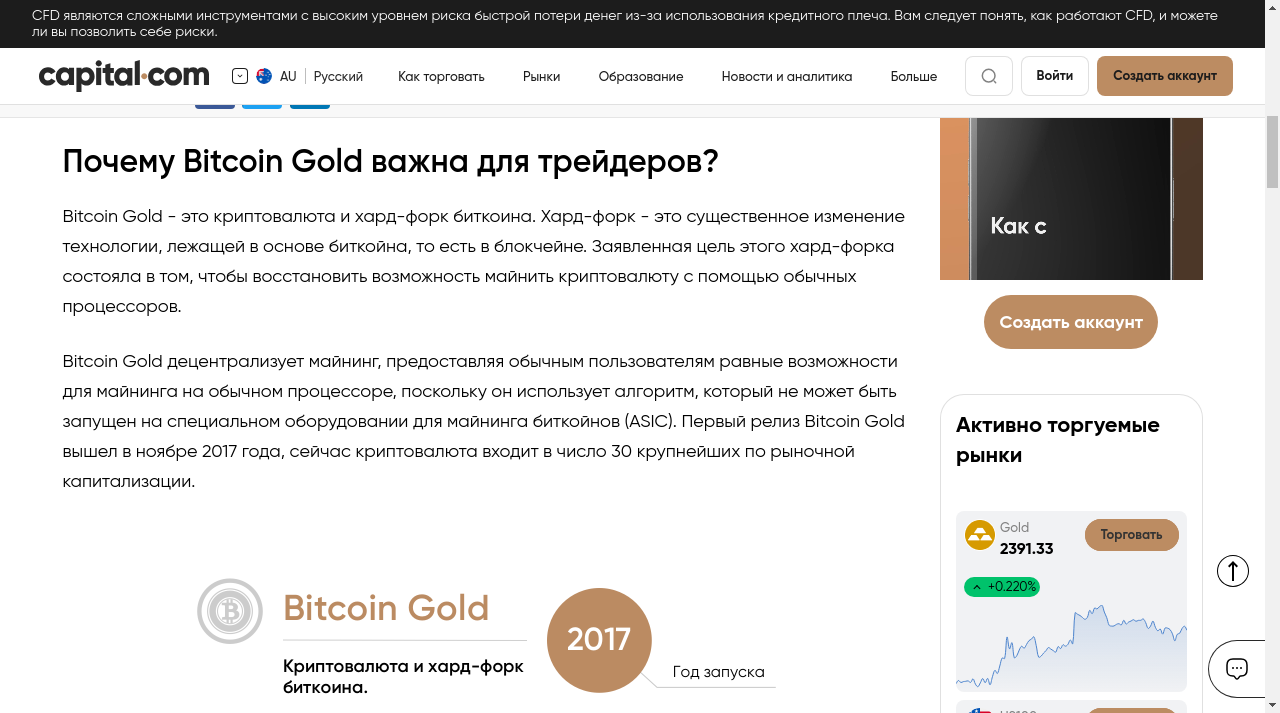 CFD являются сложными инструментами с высоким уровнем риска быстрой потери денег из-за использования кредитного плеча. Вам следует понять, как работают CFD, и можете
ли вы позволить себе риски.
capital.com
AU
Русский
Как торговать
Рынки
Образование
Новости и аналитика
Больше
Войти
Создать аккаунт
Почему Bitcoin Gold важна для трейдеров?
Bitcoin Gold - это криптовалюта и хард-форк биткоина. Хард-форк - это существенное изменение
технологии, лежащей в основе биткойна, то есть в блокчейне. Заявленная цель этого хард-форка
состояла в том, чтобы восстановить возможность майнить криптовалюту с помощью обычных
процессоров.
Bitcoin Gold децентрализует майнинг, предоставляя обычным пользователям равные возможности
для майнинга на обычном процессоре, поскольку он использует алгоритм, который не может быть
запущен на специальном оборудовании для майнинга биткойнов (ASIC). Первый релиз Bitcoin Gold
вышел в ноябре 2017 года, сейчас криптовалюта входит в число 30 крупнейших по рыночной
капитализации.
Bitcoin Gold
Криптовалюта и хард-форк
биткоина.
2017
Год запуска
Как с
Создать аккаунт
Активно торгуемые
рынки
Gold
2391.33
Торговать
+0.220%